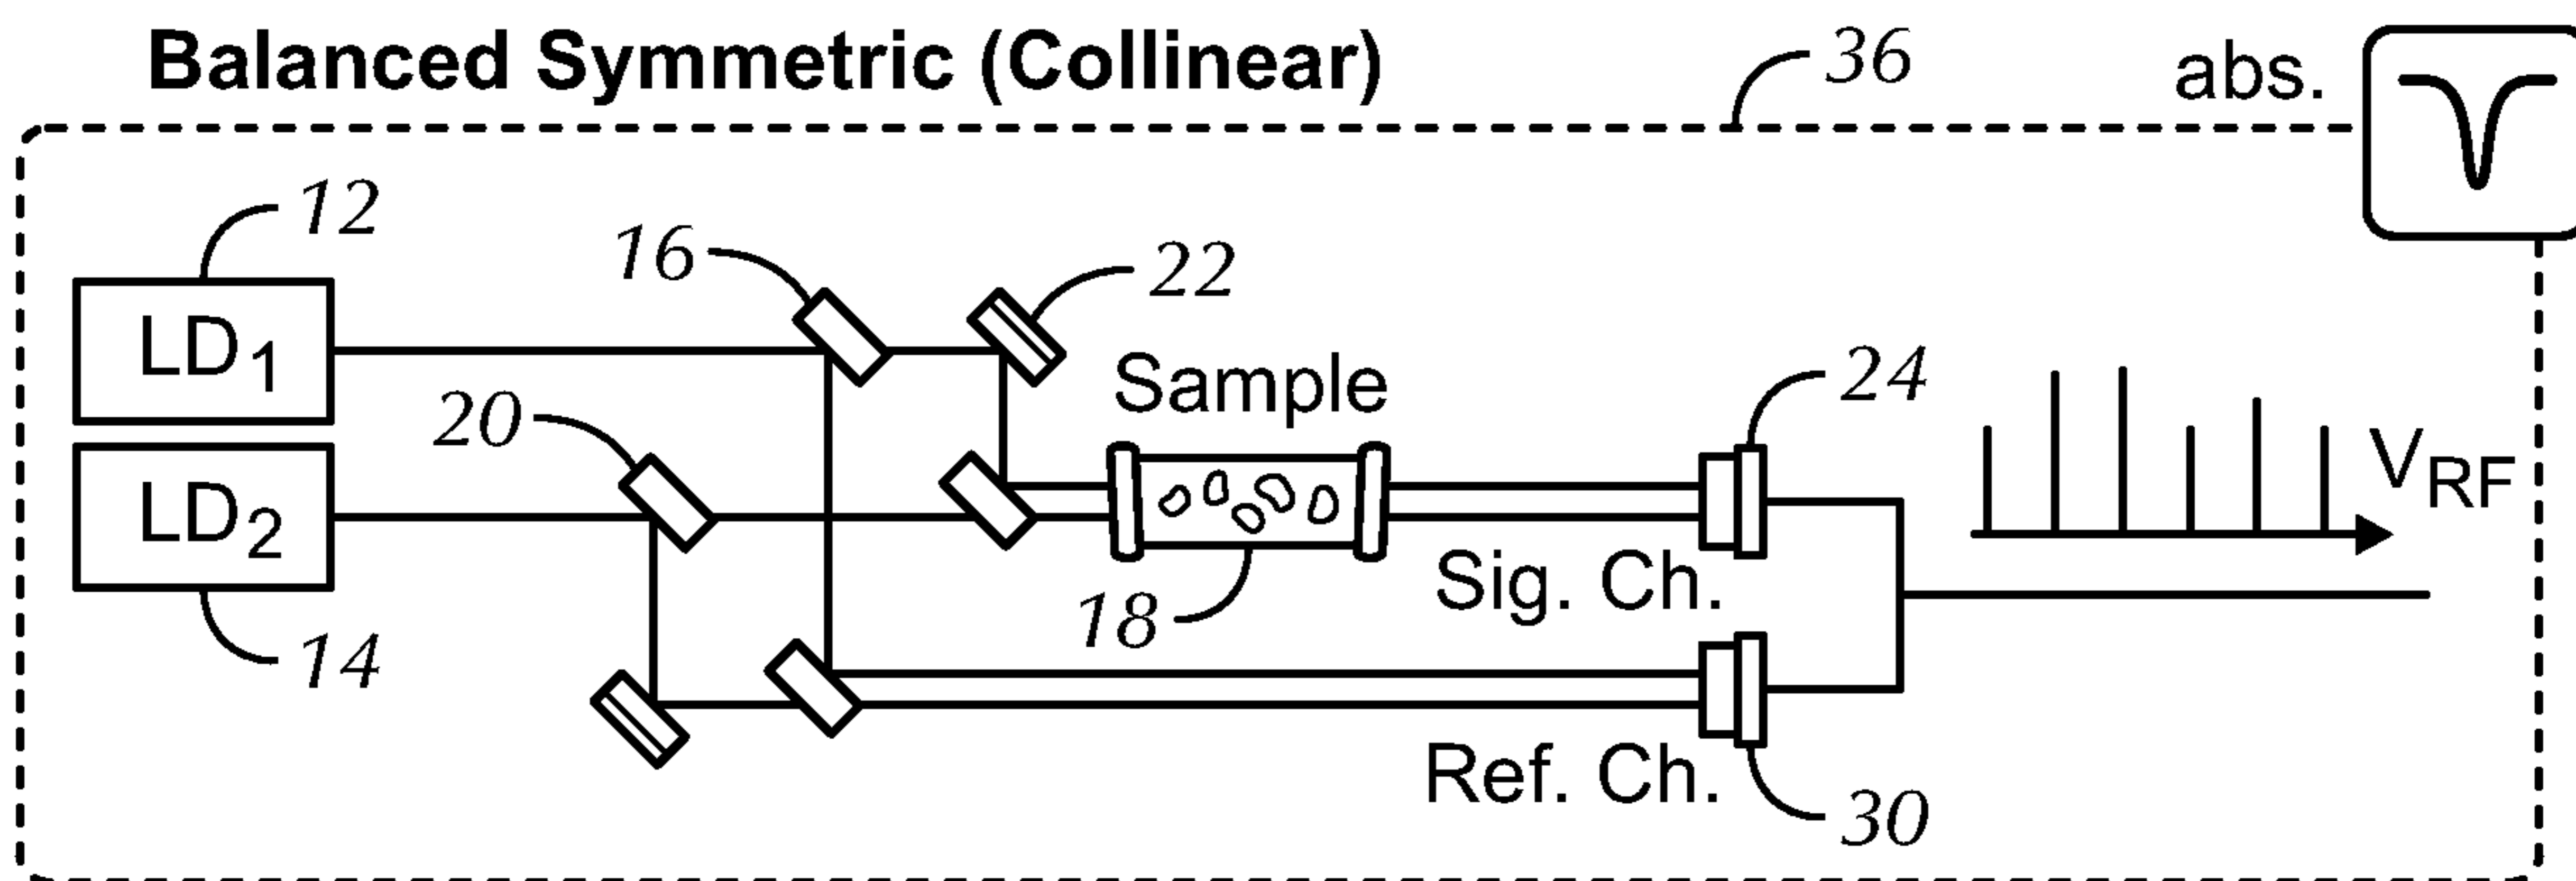 Balanced Symmetric (Collinear)
36
abs.
12
16
22
LD1
Sample
24
20
LD2
VRF
Sig. Ch.
18
14
Ref. Ch.
30